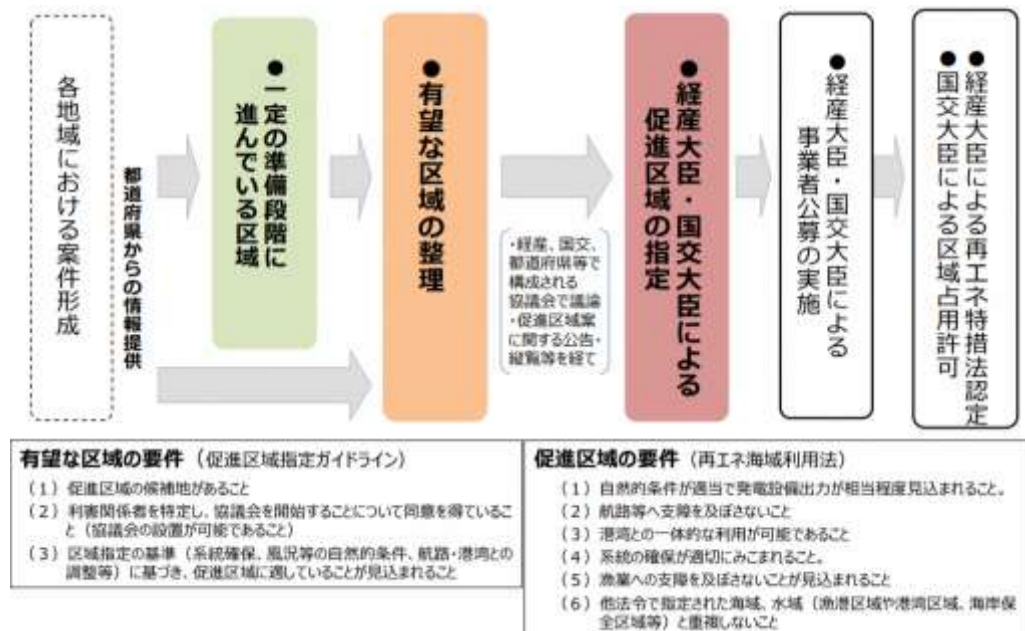 各地域における案件形成
都道府県からの情報提供
●一定の準備段階に
進んでいる区域
●有望な区域の整理
・経産、国交、
都道府県等で
構成される
協議会で議論
・促進区域案
に関する公告・
縦覧等を経て
●経産大臣・国交大臣による
促進区域の指定
●経産大臣・国交大臣による
事業者公募の実施
●経産大臣による再エネ特措法認定
●国交大臣による区域占用許可
有望な区域の要件（促進区域指定ガイドライン）
（1）促進区域の候補地があること
（2）利害関係者を特定し、協議会を開始することについて同意を得ているこ
と（協議会の設置が可能であること）
（3）区域指定の基準（系統確保、風況等の自然的条件、航路・港湾との
調整等）に基づき、促進区域に適していることが見込まれること
促進区域の要件（再エネ海域利用法）
（1）自然的条件が適当で発電設備出力が相当程度見込まれること。
（2）航路等へ支障を及ぼさないこと
（3）港湾との一体的な利用が可能であること
（4）系統の確保が適切にみこまれること。
（5）漁業への支障を及ぼさないことが見込まれること
（6）他法令で指定された海域、水域（漁港区域や港湾区域、海岸保
全区域等）と重複しないこと